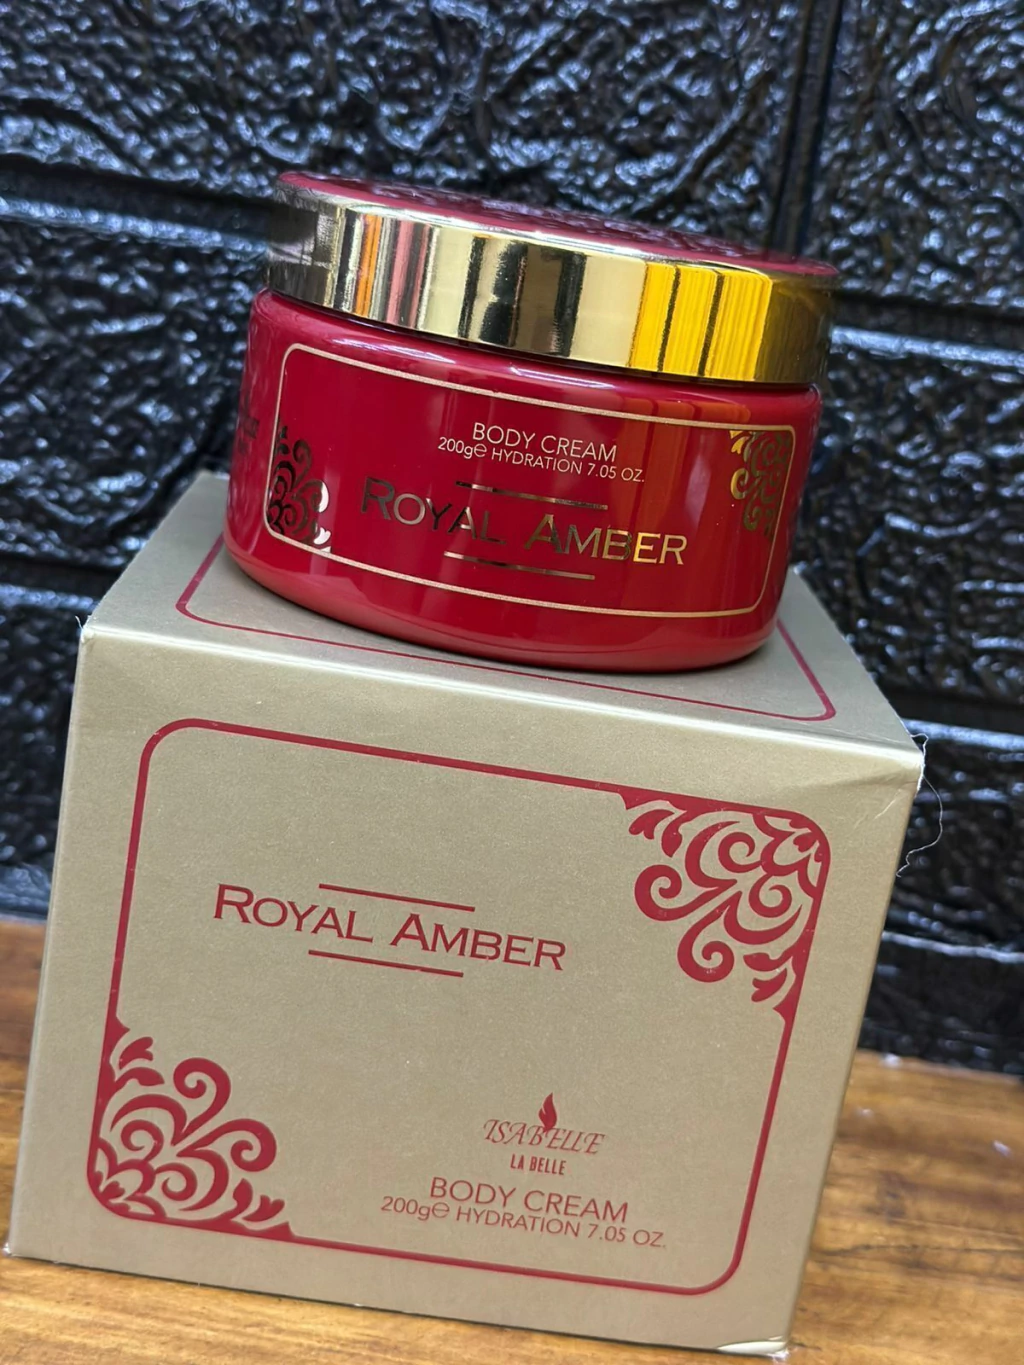 BODY CREAM
200g℮ HYDRATION 7.05 OZ.
ROYAL AMBER
ROYAL AMBER
ISABELLE
LA BELLE
BODY CREAM
200g℮ HYDRATION 7.05 OZ.